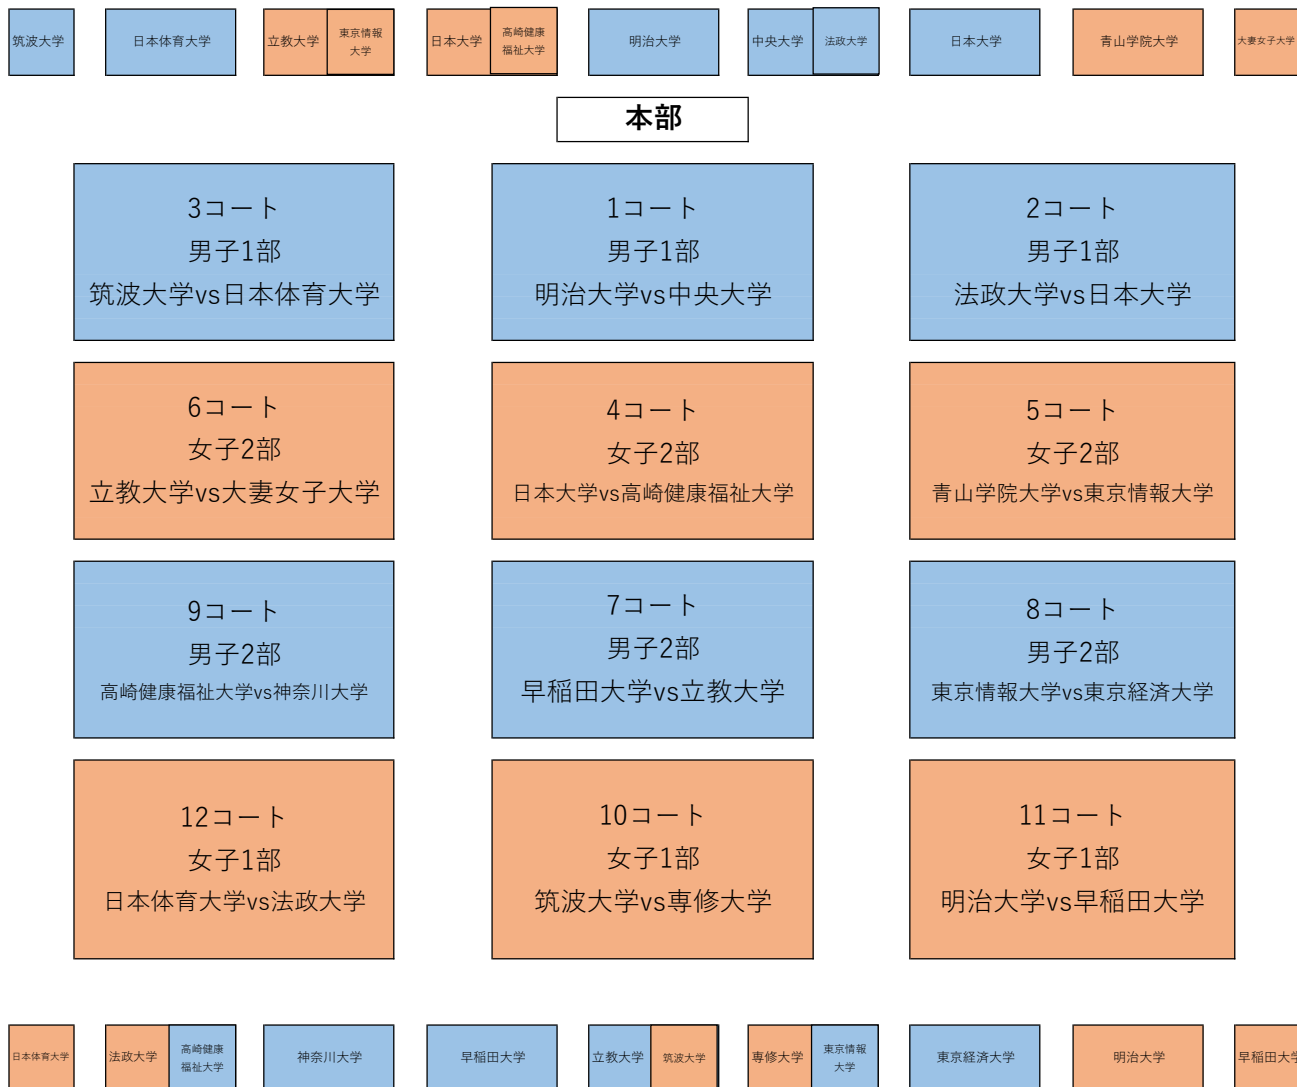 筑波大学
日本体育大学
立教大学
東京情報
大学
日本大学
高崎健康
福祉大学
明治大学
中央大学
法政大学
日本大学
青山学院大学
大妻女子大学
本部
3コート
男子1部
筑波大学vs日本体育大学
1コート
男子1部
明治大学vs中央大学
2コート
男子1部
法政大学vs日本大学
6コート
女子2部
立教大学vs大妻女子大学
4コート
女子2部
日本大学vs高崎健康福祉大学
5コート
女子2部
青山学院大学vs東京情報大学
9コート
男子2部
高崎健康福祉大学vs神奈川大学
7コート
男子2部
早稲田大学vs立教大学
8コート
男子2部
東京情報大学vs東京経済大学
12コート
女子1部
日本体育大学vs法政大学
10コート
女子1部
筑波大学vs専修大学
11コート
女子1部
明治大学vs早稲田大学
日本体育大学
法政大学
高崎健康
福祉大学
神奈川大学
早稲田大学
立教大学
筑波大学
専修大学
東京情報
大学
東京経済大学
明治大学
早稲田大学